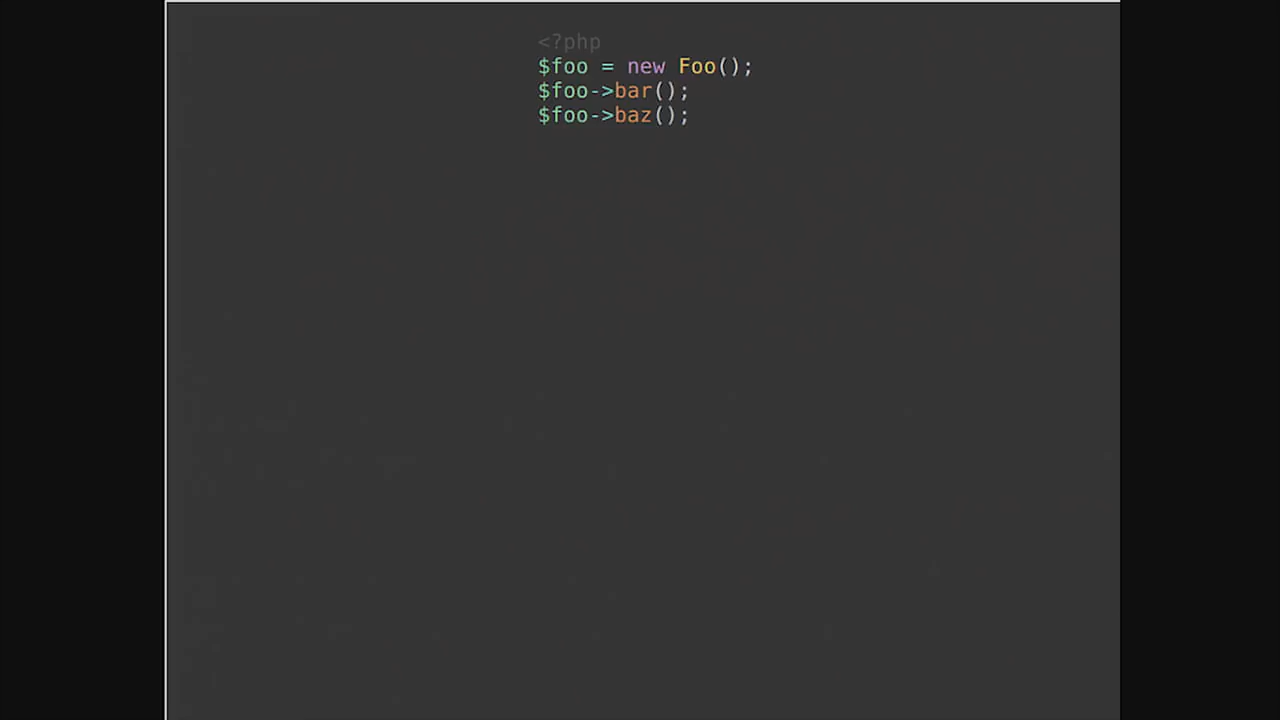 <?php
$foo = new Foo();
$foo->bar();
$foo->baz();